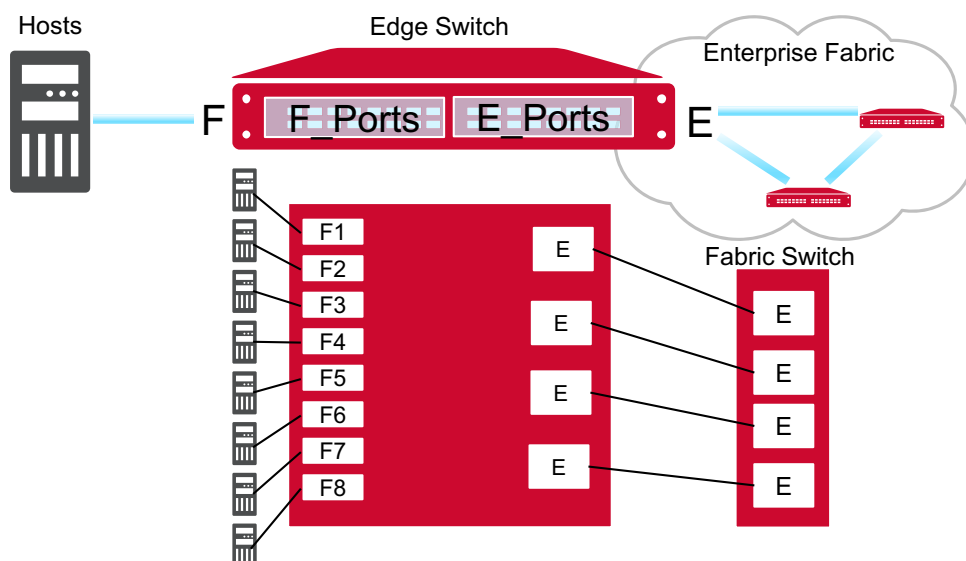 Hosts
Edge Switch
Enterprise Fabric
F
F_Ports
E_Ports
E
Fabric Switch
F1
F2
F3
F4
F5
F6
F7
F8
E
E
E
E
E
E
E
E